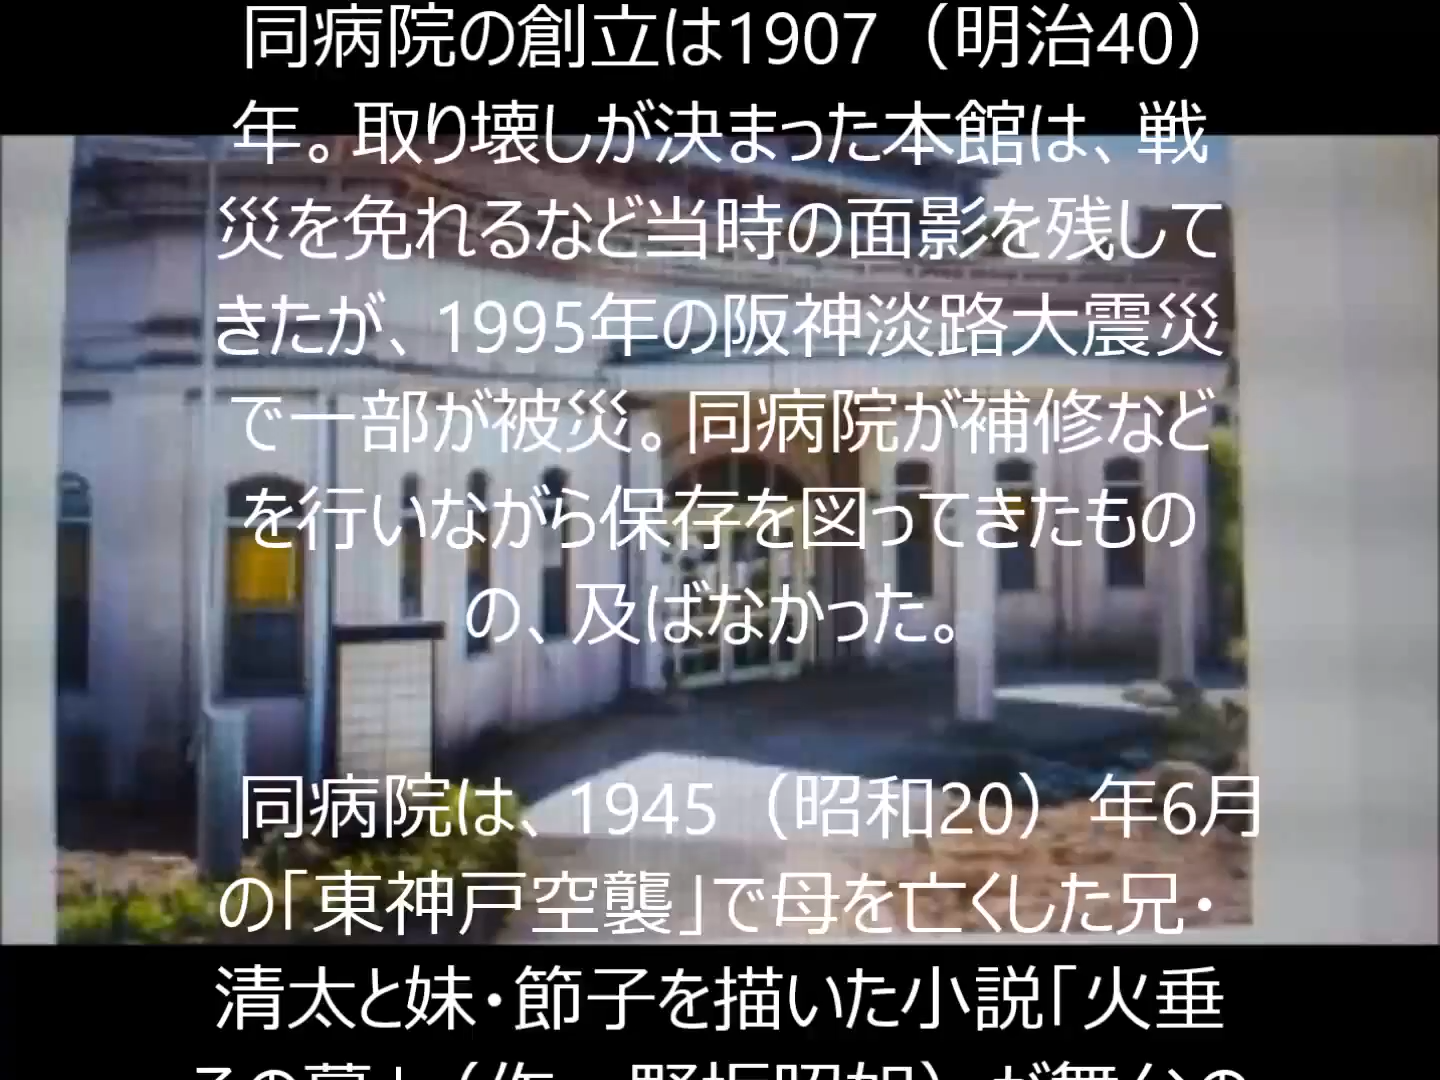 同病院の創立は1907（明治40）
年。取り壊しが決まった本館は、戦
災を免れるなど当時の面影を残して
きたが、1995年の阪神淡路大震災
で一部が被災。同病院が補修など
を行いながら保存を図ってきたもの
の、及ばなかった。
同病院は、1945（昭和20）年6月
の「東神戸空襲」で母を亡くした兄・
清太と妹・節子を描いた小説「火垂